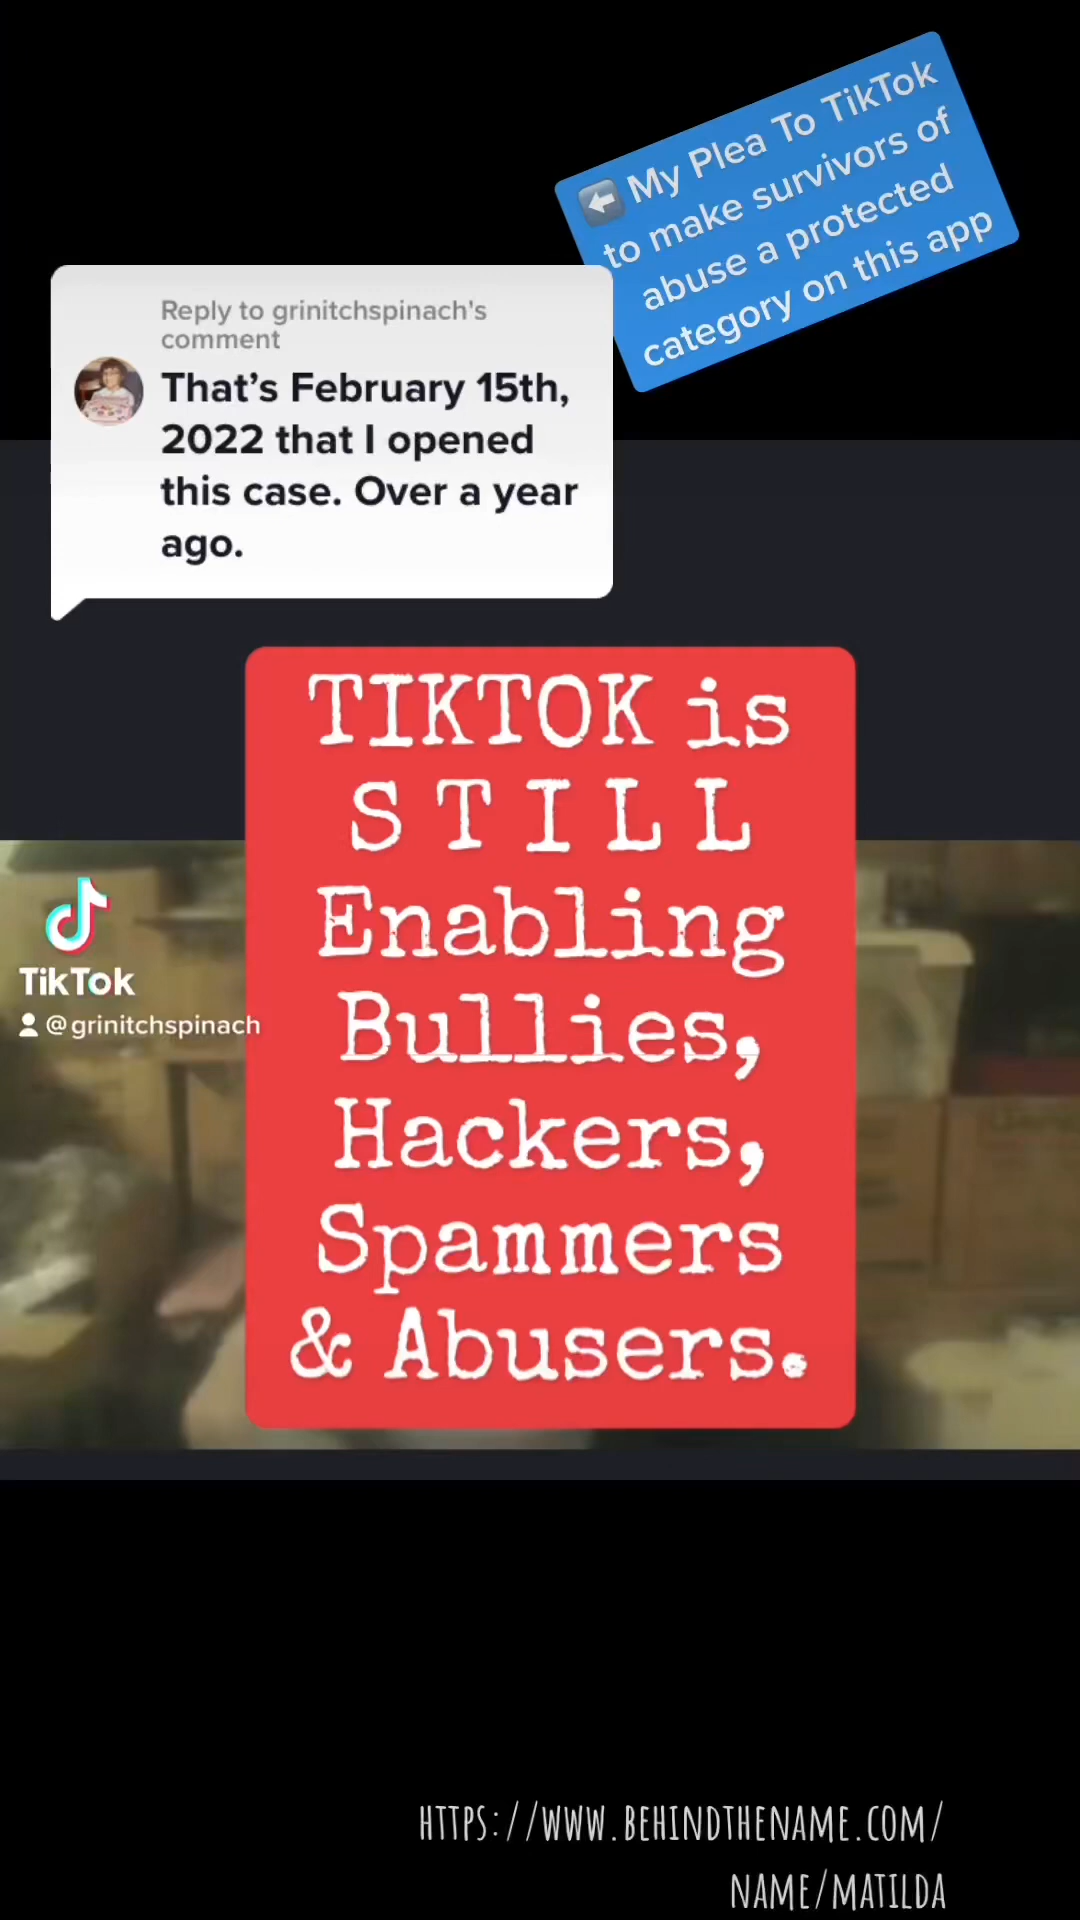 ⬅️ My Plea To TikTok
to make survivors of
abuse a protected
category on this app
Reply to grinitchspinach's
comment
That's February 15th,
2022 that I opened
this case. Over a year
ago.
TIKTOK is
S T I L L
Enabling
Bullies,
Hackers,
Spammers
& Abusers.
TikTok
@grinitchspinach
HTTPS://WWW.BEHINDTHENAME.COM/
NAME/MATILDA